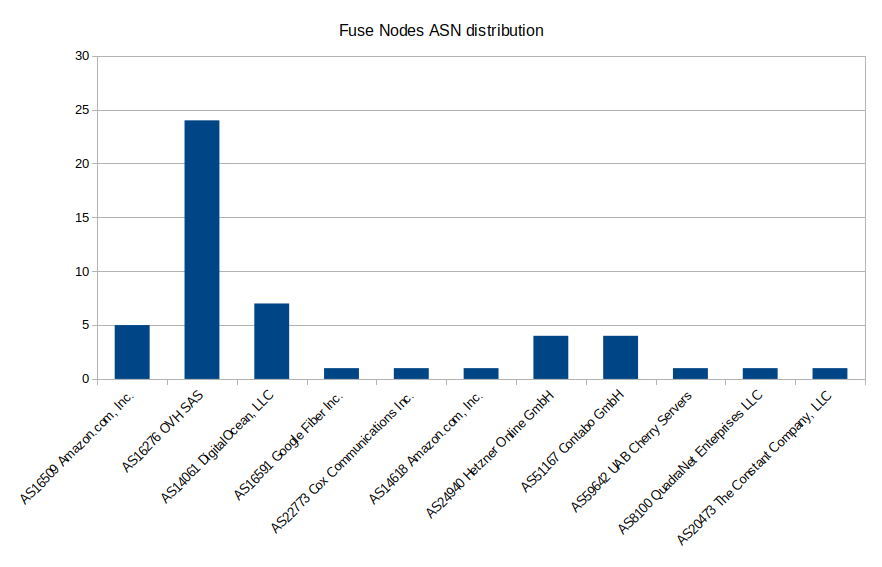 Fuse Nodes ASN distribution
30
25
20
15
10
5
0
AS16509 Amazon.com, Inc.
AS16276 OVH SAS
AS14061 DigitalOcean, LLC
AS16591 Google Fiber Inc.
AS22773 Cox Communications Inc.
AS14618 Amazon.com, Inc.
AS24940 Hetzner Online GmbH
AS51167 Contabo GmbH
AS59642 UAB Cherry Servers
AS8100 QuadraNet Enterprises LLC
AS20473 The Constant Company, LLC